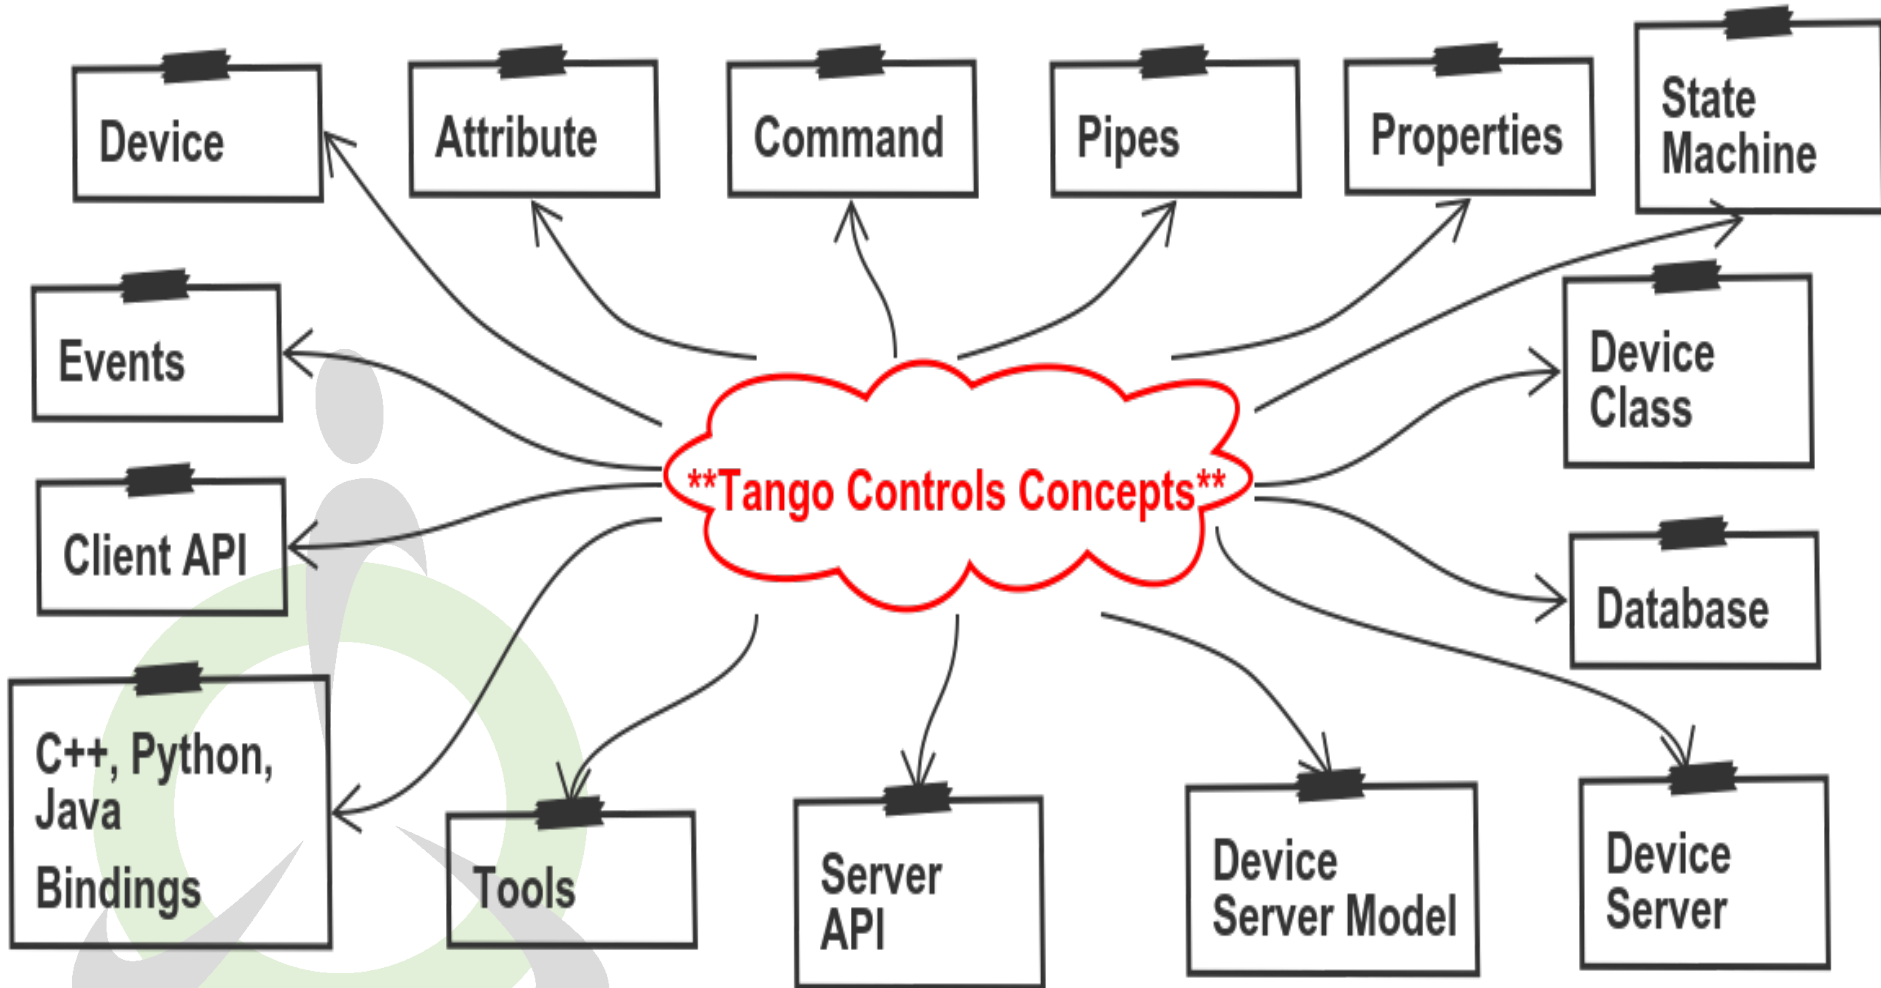 Device
Attribute
Command
Pipes
Properties
State
Machine
Events
Device
Class
**Tango Controls Concepts**
Client API
Database
C++, Python,
Java
Bindings
Tools
Server
API
Device
Server Model
Device
Server